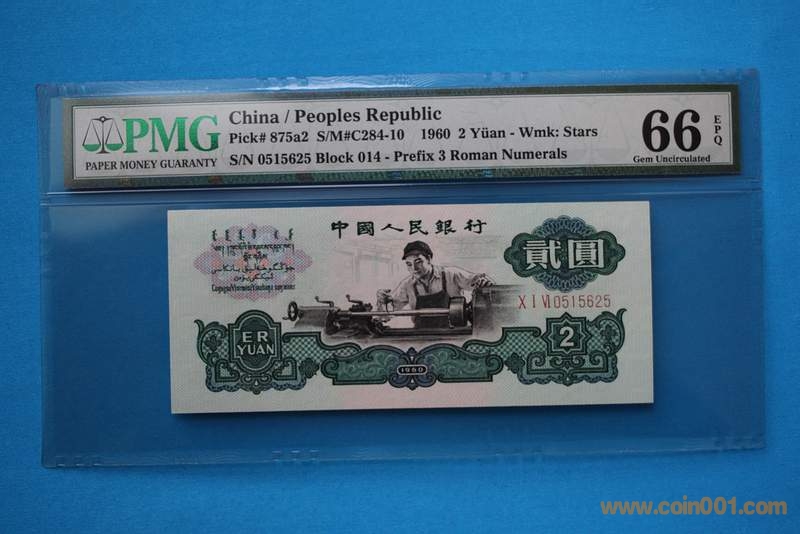 PMG
PAPER MONEY GUARANTY
China / Peoples Republic
Pick# 875a2 S/M#C284-10 1960 2 Yüan - Wmk: Stars
S/N 0515625 Block 014 - Prefix 3 Roman Numerals
66 EPQ
Gem Uncirculated
中國人民銀行
貳圓
X I VI 0515625
ER
YUAN
2
1960
www.coin001.com